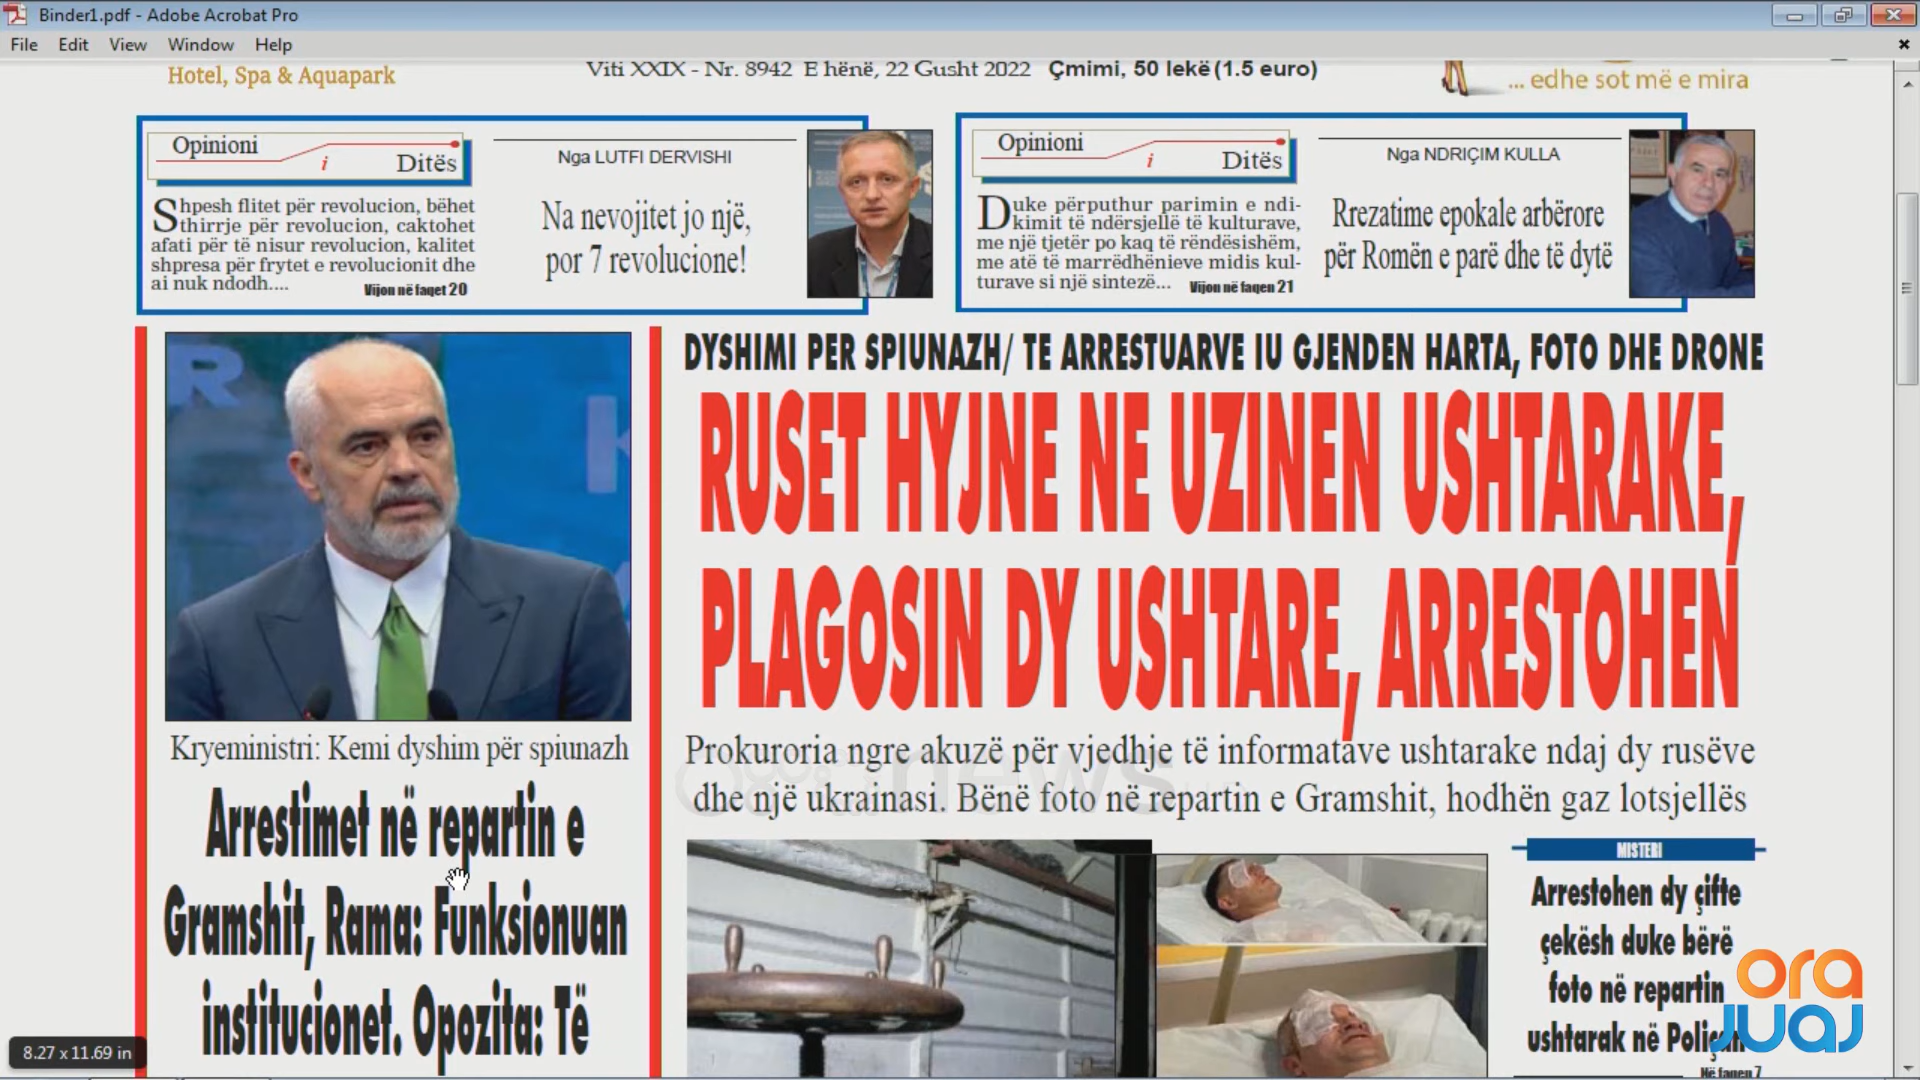 Binder1.pdf - Adobe Acrobat Pro
File Edit View Window Help
Hotel, Spa & Aquapark
Viti XXIX - Nr. 8942 E hënë, 22 Gusht 2022 Çmimi, 50 lekë (1.5 euro)
... edhe sot më e mira
Opinioni
i
Ditës
Shpesh flitet për revolucion, bëhet
thirrje për revolucion, caktohet
afati për të nisur revolucion, kalitet
shpresa për frytet e revolucionit dhe
ai nuk ndodh....
Vijon në faqet 20
Nga LUTFI DERVISHI
Na nevojitet jo një,
por 7 revolucione!
Opinioni
i
Ditës
Duke përputhur parimin e ndi-
kimit të ndërsjellë të kulturave,
me një tjetër po kaq të rëndësishëm,
me atë të marrëdhënieve midis kul-
turave si një sintezë...
Vijon në faqen 21
Nga NDRIÇIM KULLA
Rrezatime epokale arbërore
për Romën e parë dhe të dytë
Kryeministri: Kemi dyshim për spiunazh
Arrestimet në repartin e
Gramshit, Rama: Funksionuan
institucionet. Opozita: Të
DYSHIMI PER SPIUNAZH/ TE ARRESTUARVE IU GJENDEN HARTA, FOTO DHE DRONE
RUSET HYJNE NE UZINEN USHTARAKE,
PLAGOSIN DY USHTARE, ARRESTOHEN
Prokuroria ngre akuzë për vjedhje të informatave ushtarake ndaj dy rusëve
dhe një ukrainasi. Bënë foto në repartin e Gramshit, hodhën gaz lotsjellës
news
MISTERI
Arrestohen dy çifte
çekësh duke bërë
foto në repartin
ushtarak në
Në faqen 7
ora
JUAJ
8.27 x 11.69 in